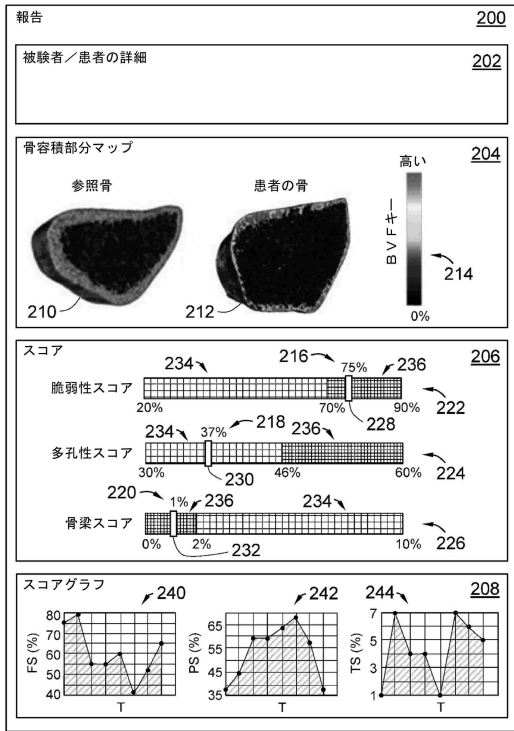 報告 200
被験者／患者の詳細 202
骨容積部分マップ 204
参照骨 患者の骨 高い
BVFキー
214
210 212 0%
スコア 206
234 216 75% 236
脆弱性スコア 222
20% 70% 228 90%
234 37% 218 236
多孔性スコア 224
30% 230 46% 60%
220 1% 236 234
骨梁スコア 226
0% 2% 232 10%
スコアグラフ 208
240 242 244
FS (%) 80 70 60 50 40 T
PS (%) 65 55 45 35 T
TS (%) 7 5 3 1 T